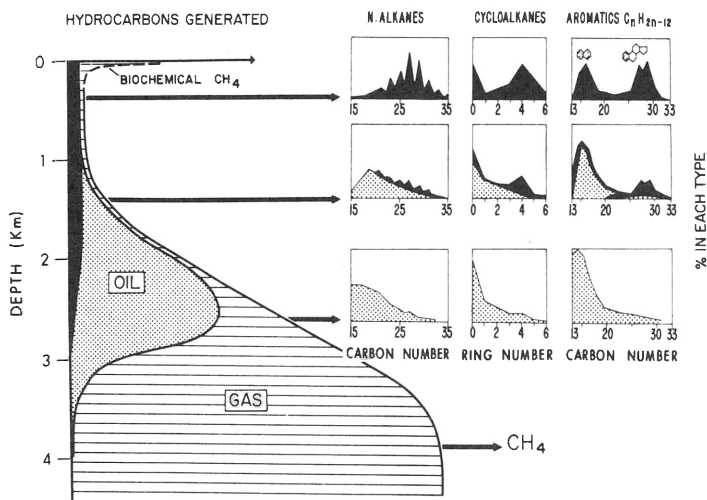 HYDROCARBONS GENERATED
N.ALKANES
CYCLOALKANES
AROMATICS CnH2n-12
0
BIOCHEMICAL CH4
15 25 35
0 2 4 6
13 20 30 33
1
15 25 35
0 2 4 6
13 20 30 33
% IN EACH TYPE
DEPTH (Km)
2
OIL
15 25 35
0 2 4 6
13 20 30 33
CARBON NUMBER
RING NUMBER
CARBON NUMBER
3
GAS
CH4
4